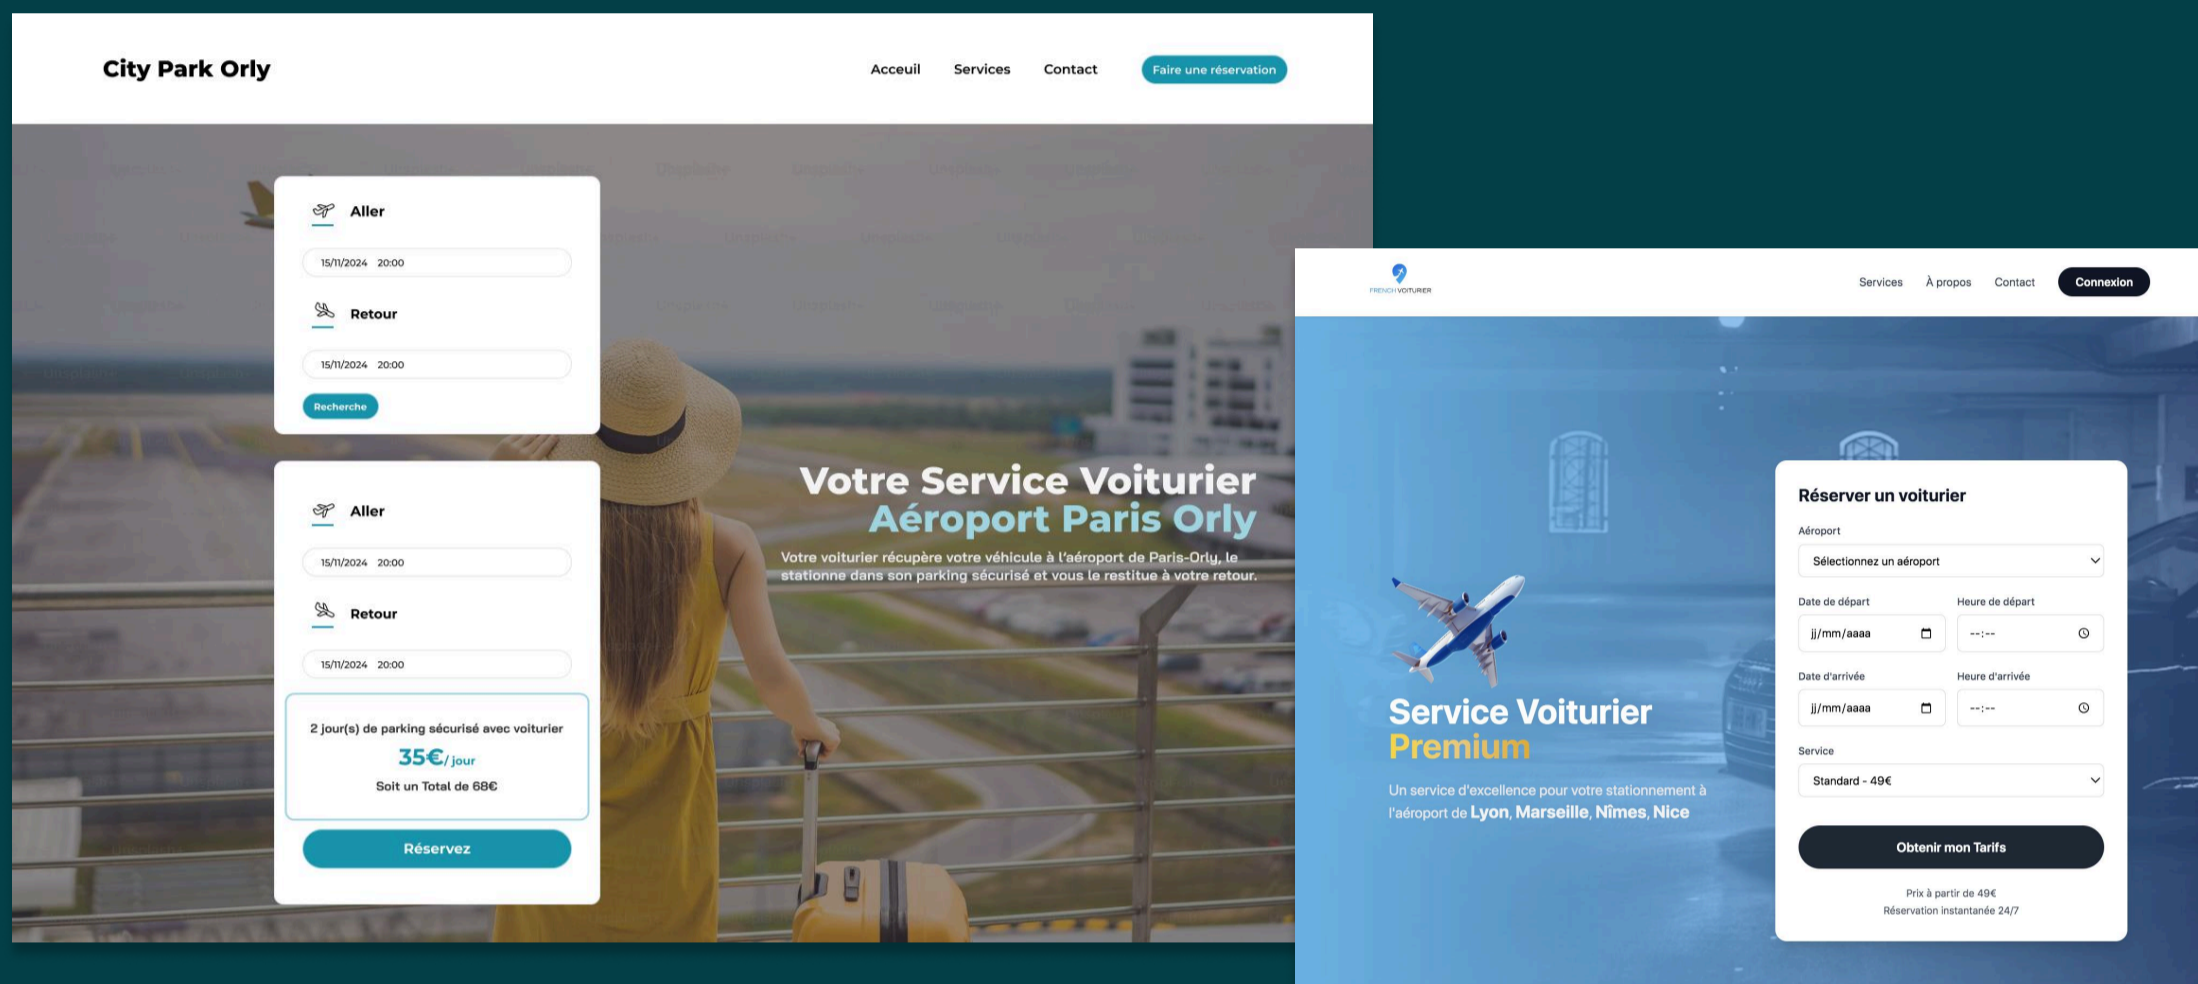 City Park Orly
Acceuil
Services
Contact
Faire une réservation
Aller
15/11/2024 20:00
Retour
15/11/2024 20:00
Recherche
Aller
15/11/2024 20:00
Retour
15/11/2024 20:00
2 jour(s) de parking sécurisé avec voiturier
35€/ jour
Soit un Total de 68€
Réservez
Votre Service Voiturier
Aéroport Paris Orly
Votre voiturier récupère votre véhicule à l'aéroport de Paris-Orly, le
stationne dans son parking sécurisé et vous le restitue à votre retour.
FRENCH VOITURIER
Services
À propos
Contact
Connexion
Service Voiturier
Premium
Un service d'excellence pour votre stationnement à
l'aéroport de Lyon, Marseille, Nîmes, Nice
Réserver un voiturier
Aéroport
Sélectionnez un aéroport
Date de départ
Heure de départ
jj/mm/aaaa
--:--
Date d'arrivée
Heure d'arrivée
jj/mm/aaaa
--:--
Service
Standard - 49€
Obtenir mon Tarifs
Prix à partir de 49€
Réservation instantanée 24/7